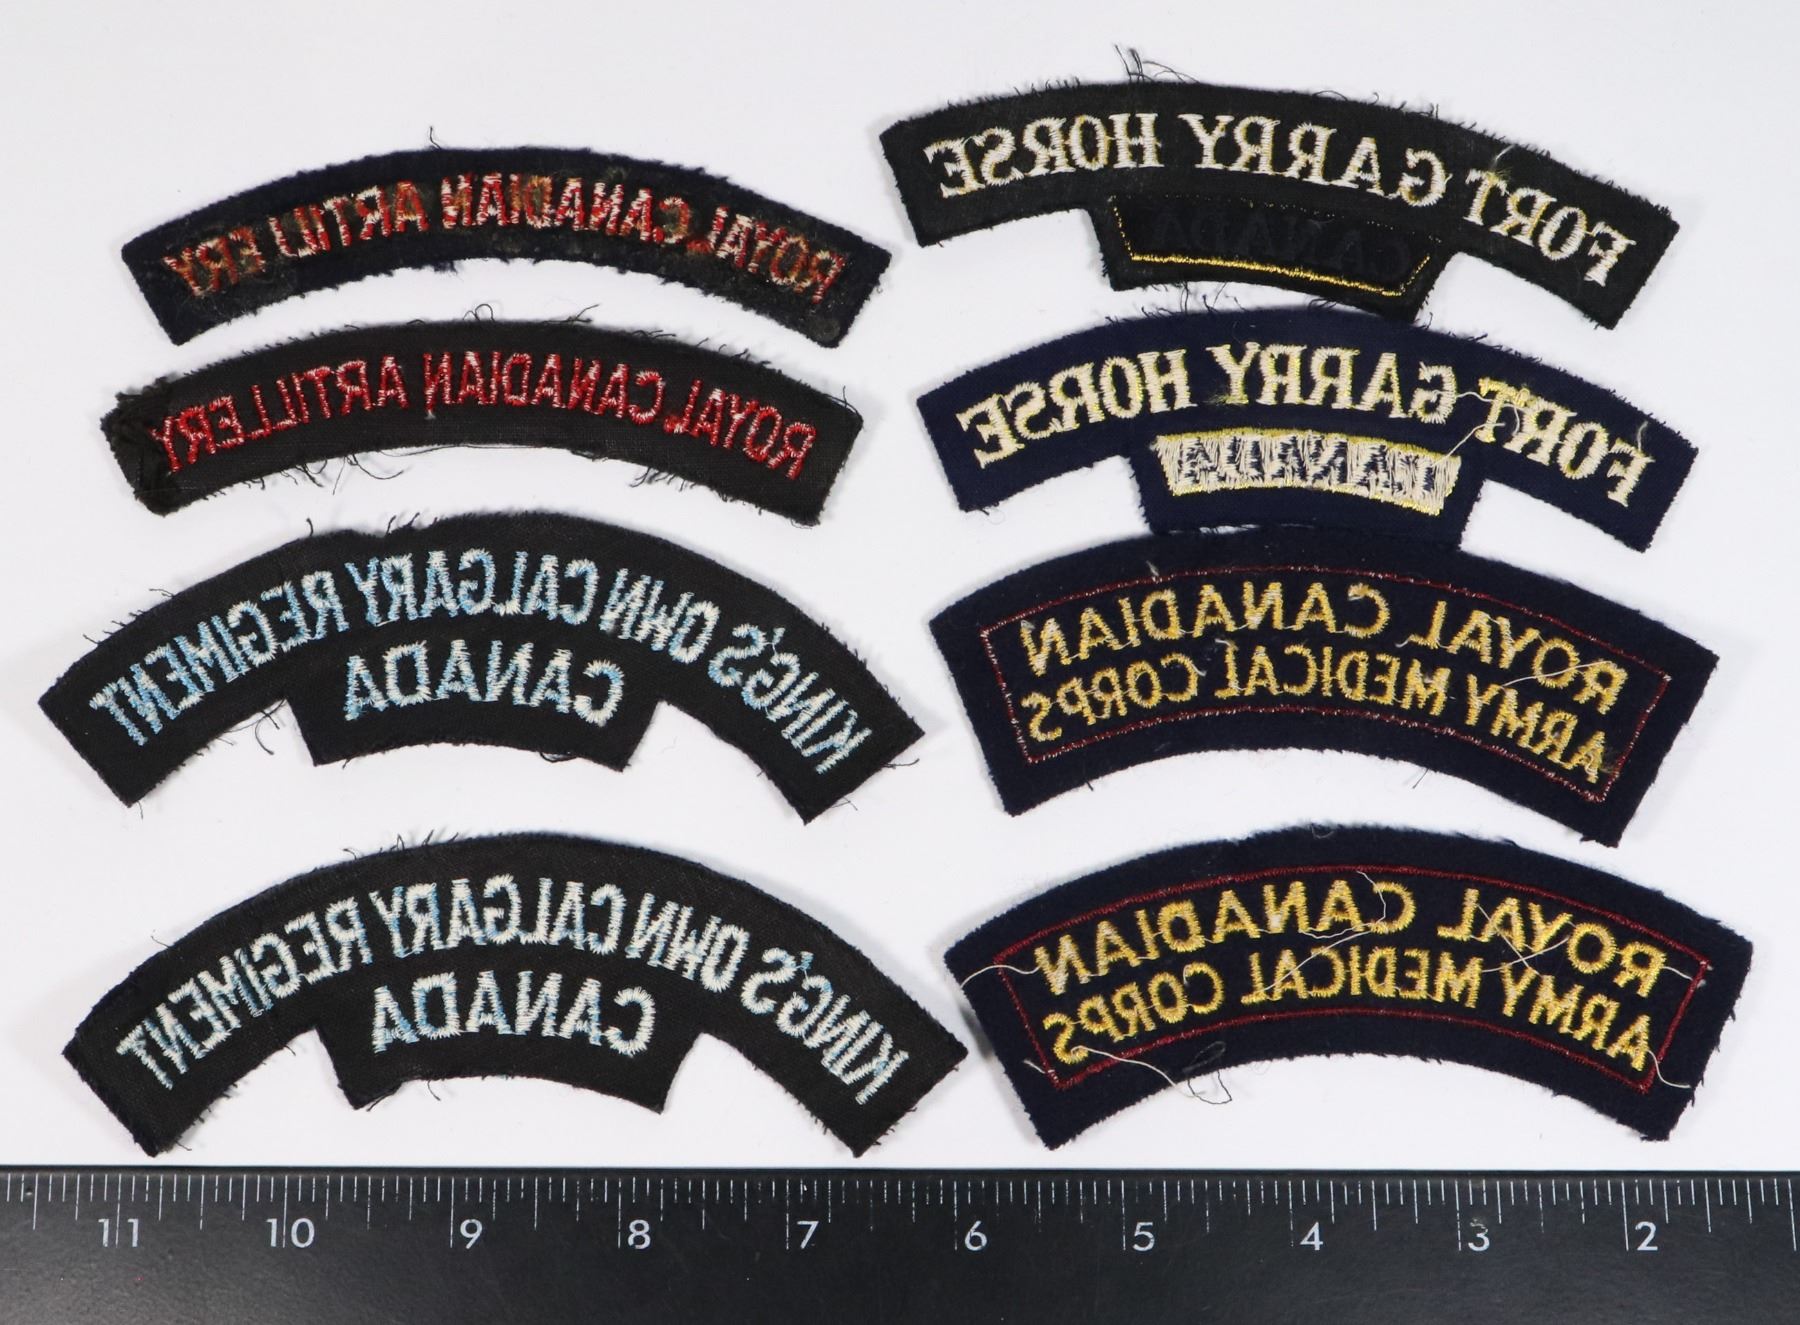 ROYAL CANADIAN ARTILLERY
ROYAL CANADIAN ARTILLERY
KING'S OWN CALGARY REGIMENT
CANADA
KING'S OWN CALGARY REGIMENT
CANADA
FORT GARRY HORSE
CANADA
FORT GARRY HORSE
CANADA
ROYAL CANADIAN
ARMY MEDICAL CORPS
ROYAL CANADIAN
ARMY MEDICAL CORPS
11 10 9 8 7 6 5 4 3 2